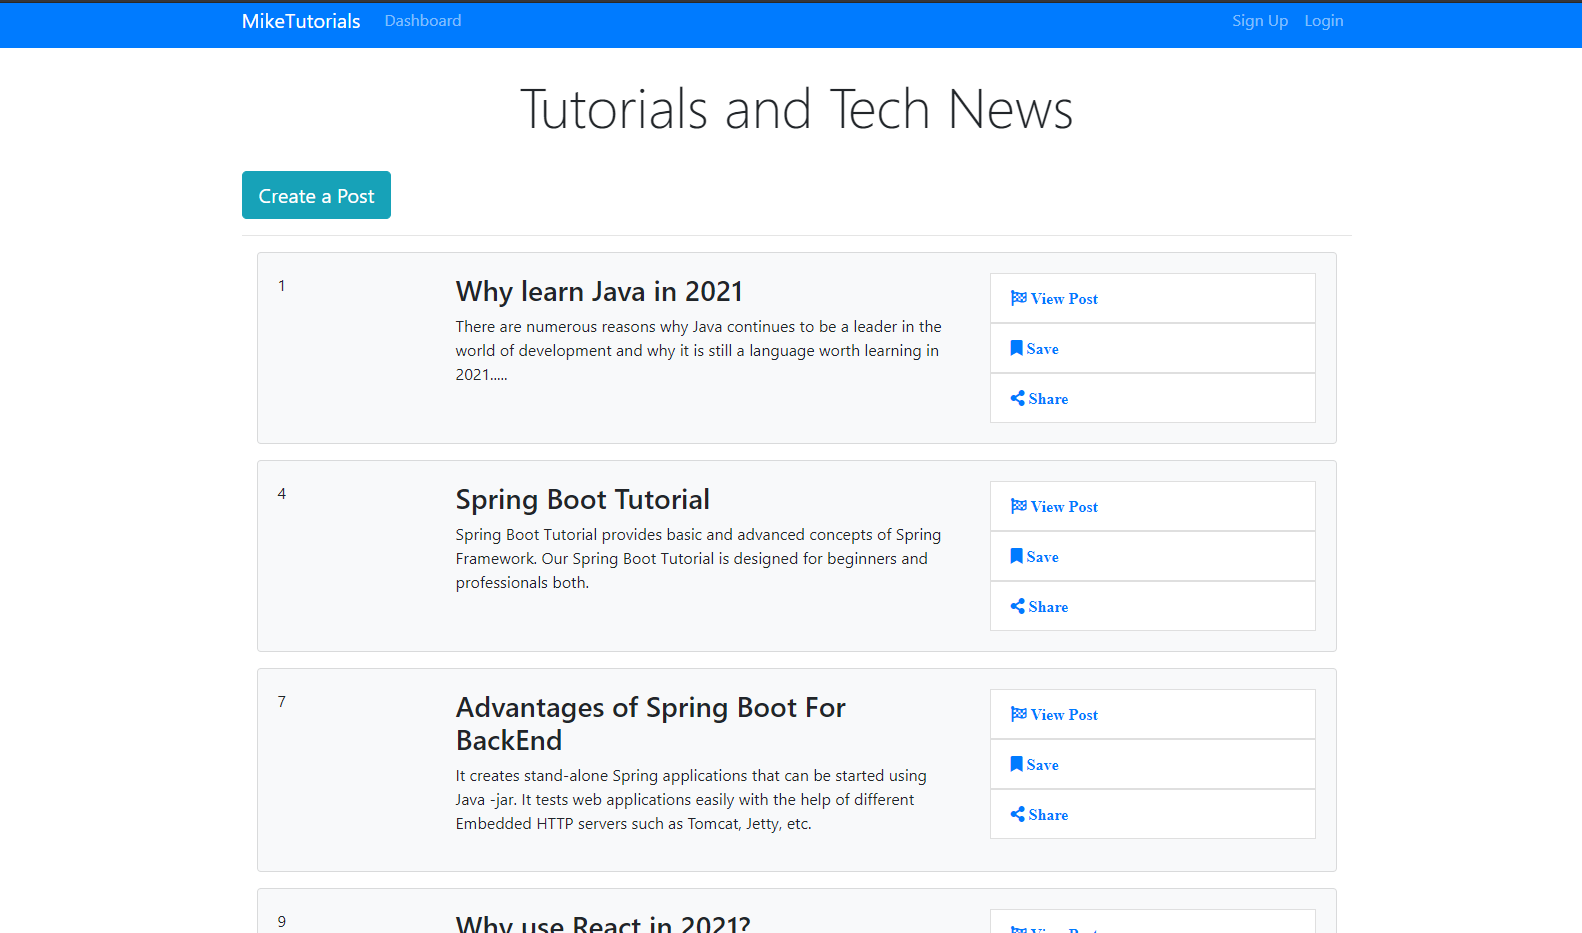 MikeTutorials Dashboard Sign Up Login
Tutorials and Tech News
Create a Post
1
Why learn Java in 2021
There are numerous reasons why Java continues to be a leader in the
world of development and why it is still a language worth learning in
2021.....
View Post
Save
Share
4
Spring Boot Tutorial
Spring Boot Tutorial provides basic and advanced concepts of Spring
Framework. Our Spring Boot Tutorial is designed for beginners and
professionals both.
View Post
Save
Share
7
Advantages of Spring Boot For
BackEnd
It creates stand-alone Spring applications that can be started using
Java -jar. It tests web applications easily with the help of different
Embedded HTTP servers such as Tomcat, Jetty, etc.
View Post
Save
Share
9
Why use React in 2021?
View Post